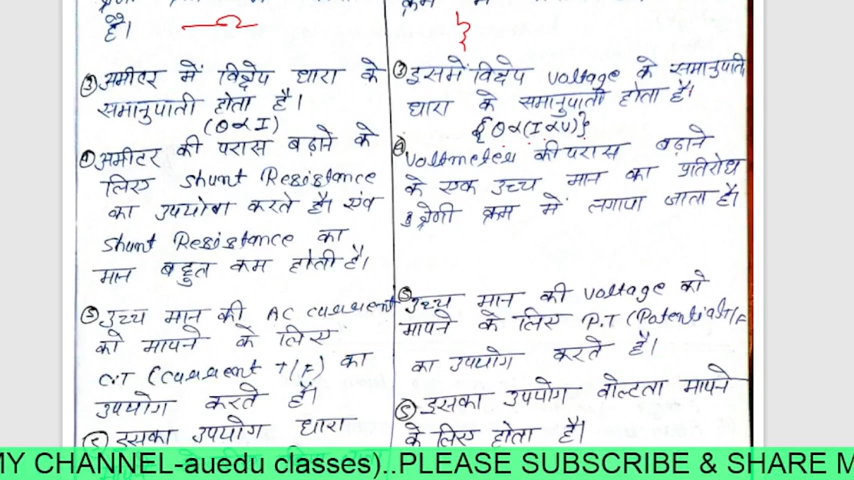 है।
③ अमीटर में विक्षेप धारा के
समानुपाती होता है।
(θ∝I)
④ अमीटर की परास बढ़ाने के
लिए shunt Resistance
का उपयोग करते है। एंव
shunt Resistance का
मान बहुत कम होती है।
⑤ उच्च मान की AC current
को मापने के लिए
C.T (Current T/F) का
उपयोग करते है।
इसका उपयोग धारा
③ इसमें विक्षेप voltage के समानुपाति
धारा के समानुपाती होता है।
{θ∝(I∝V)}
④ voltmeter की परास बढ़ाने
के एक उच्च मान का प्रतिरोध
श्रेणी क्रम में लगाया जाता है।
⑤ उच्च मान की voltage को
मापने के लिए P.T (Potential T/F
का उपयोग करते है।
इसका उपयोग वोल्टता मापने
के लिए होता है।
MY CHANNEL-auedu classes)..PLEASE SUBSCRIBE & SHARE M